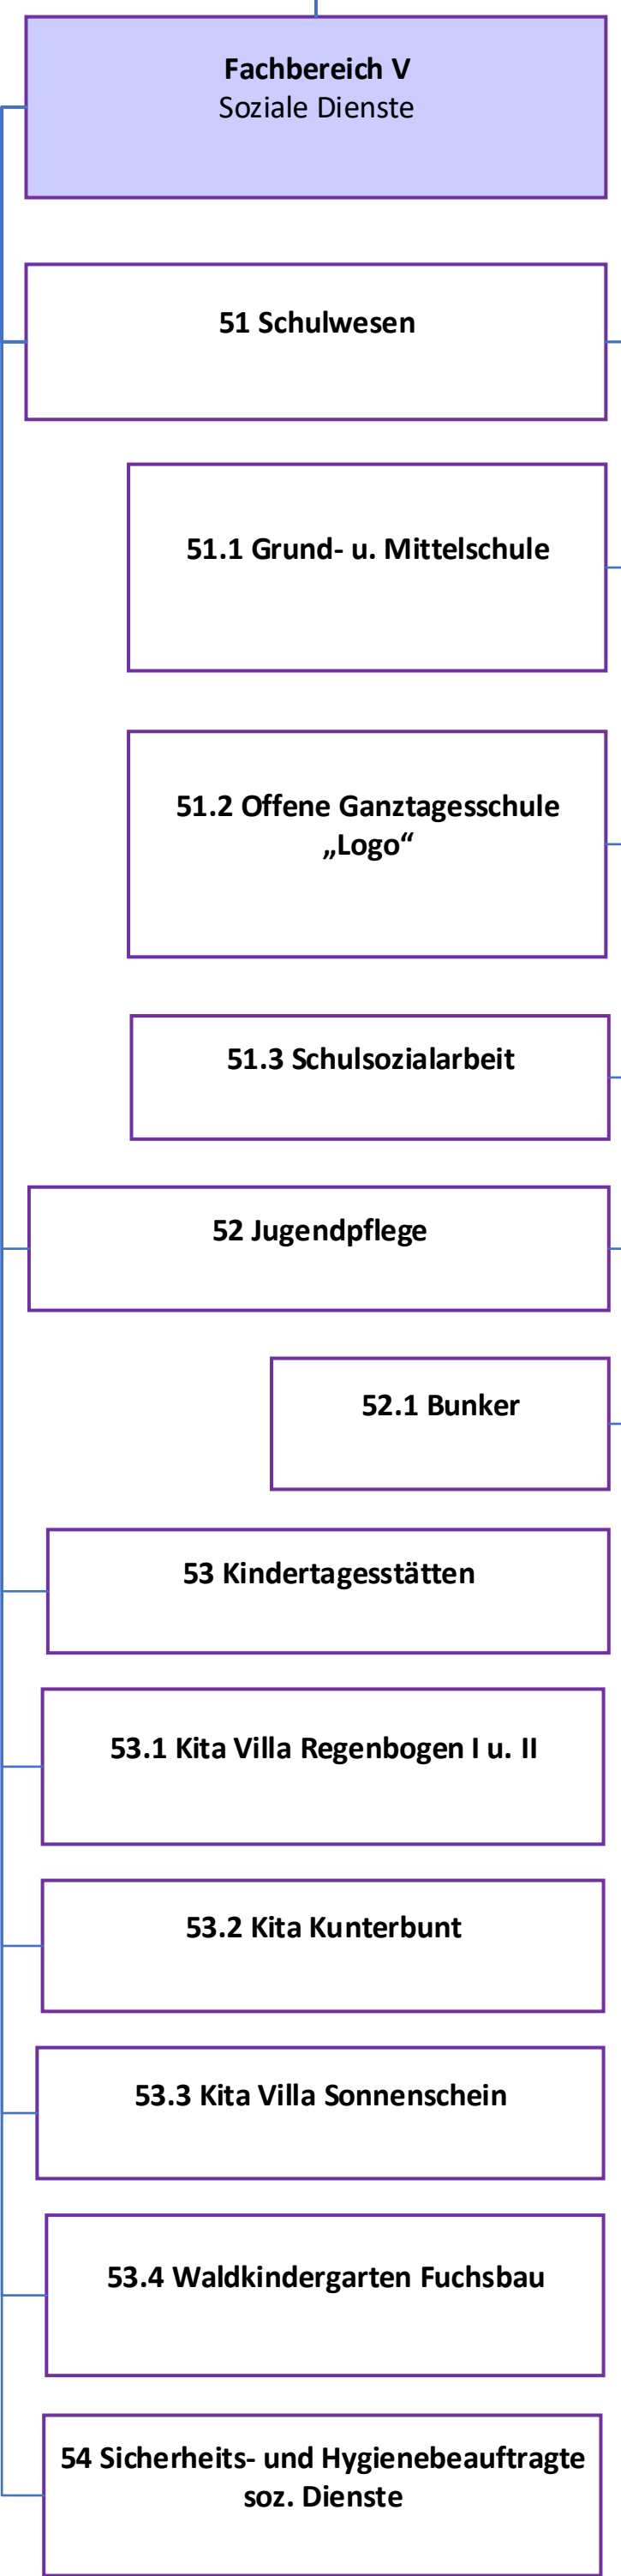 Fachbereich V
Soziale Dienste
51 Schulwesen
51.1 Grund- u. Mittelschule
51.2 Offene Ganztagesschule
„Logo“
51.3 Schulsozialarbeit
52 Jugendpflege
52.1 Bunker
53 Kindertagesstätten
53.1 Kita Villa Regenbogen I u. II
53.2 Kita Kunterbunt
53.3 Kita Villa Sonnenschein
53.4 Waldkindergarten Fuchsbau
54 Sicherheits- und Hygienebeauftragte
soz. Dienste